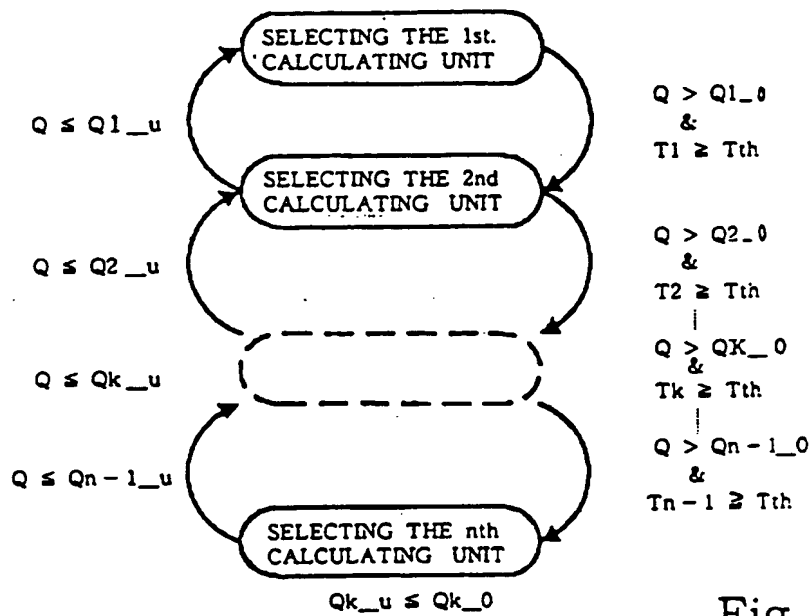 SELECTING THE 1st.
CALCULATING UNIT
Q ≤ Q1_u
Q > Q1_0
&
T1 ≥ Tth
SELECTING THE 2nd
CALCULATING UNIT
Q ≤ Q2_u
Q > Q2_0
&
T2 ≥ Tth
Q ≤ Qk_u
Q > QK_0
&
Tk ≥ Tth
Q ≤ Qn-1_u
Q > Qn-1_0
&
Tn-1 ≥ Tth
SELECTING THE nth
CALCULATING UNIT
Qk_u ≤ Qk_0
Fig